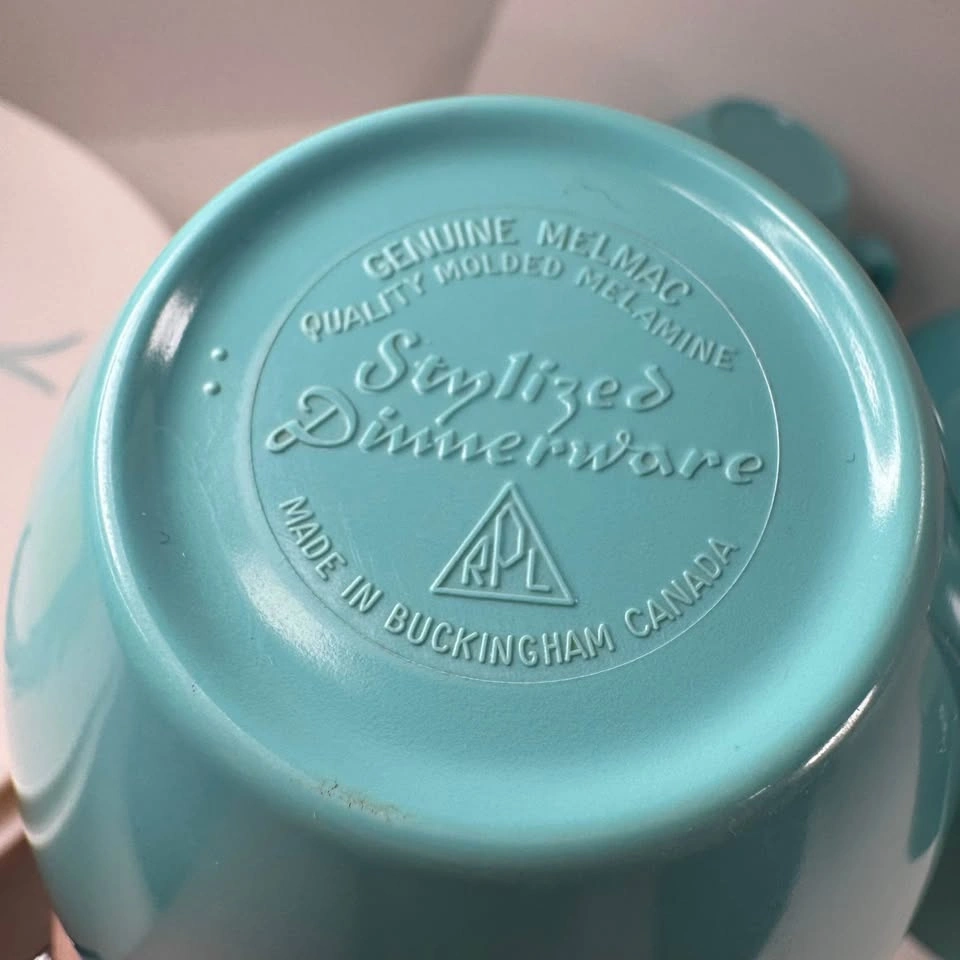 GENUINE MELMAC
QUALITY MOLDED MELAMINE
Stylized
Dinnerware
RPL
MADE IN BUCKINGHAM CANADA